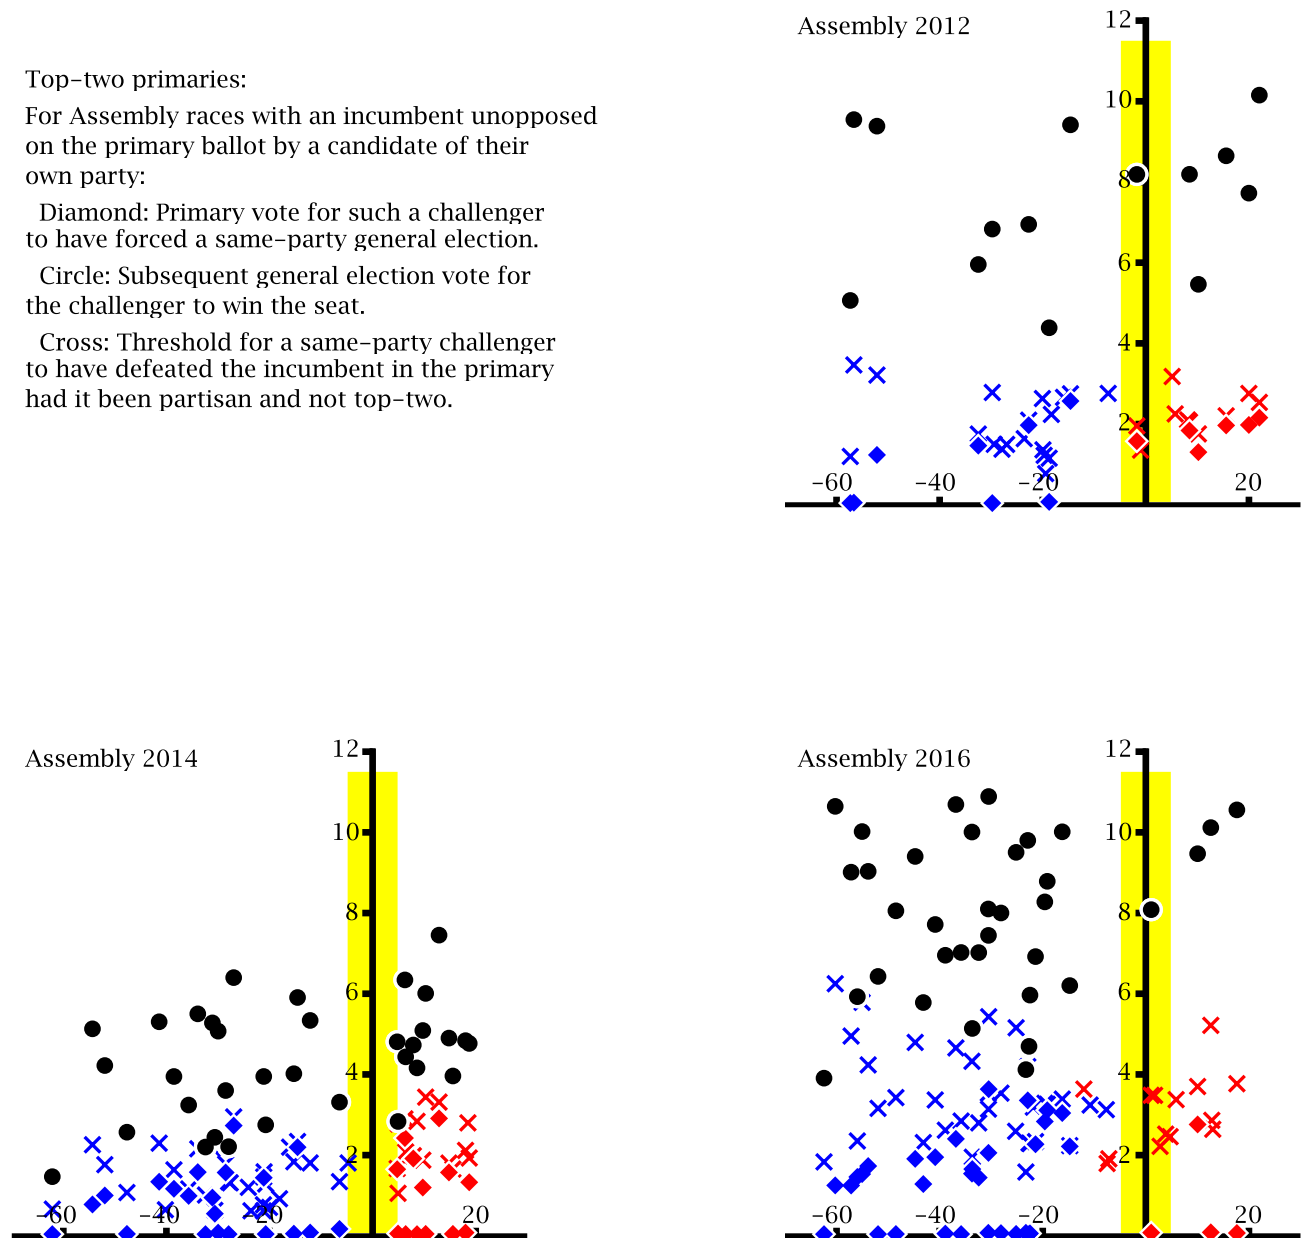 Assembly 2012
Top-two primaries:
For Assembly races with an incumbent unopposed
on the primary ballot by a candidate of their
own party:
Diamond: Primary vote for such a challenger
to have forced a same-party general election.
Circle: Subsequent general election vote for
the challenger to win the seat.
Cross: Threshold for a same-party challenger
to have defeated the incumbent in the primary
had it been partisan and not top-two.
12
10
8
6
4
2
-60 -40 -20 20
Assembly 2014
12
10
8
6
4
2
-60 -40 -20 20
Assembly 2016
12
10
8
6
4
2
-60 -40 -20 20